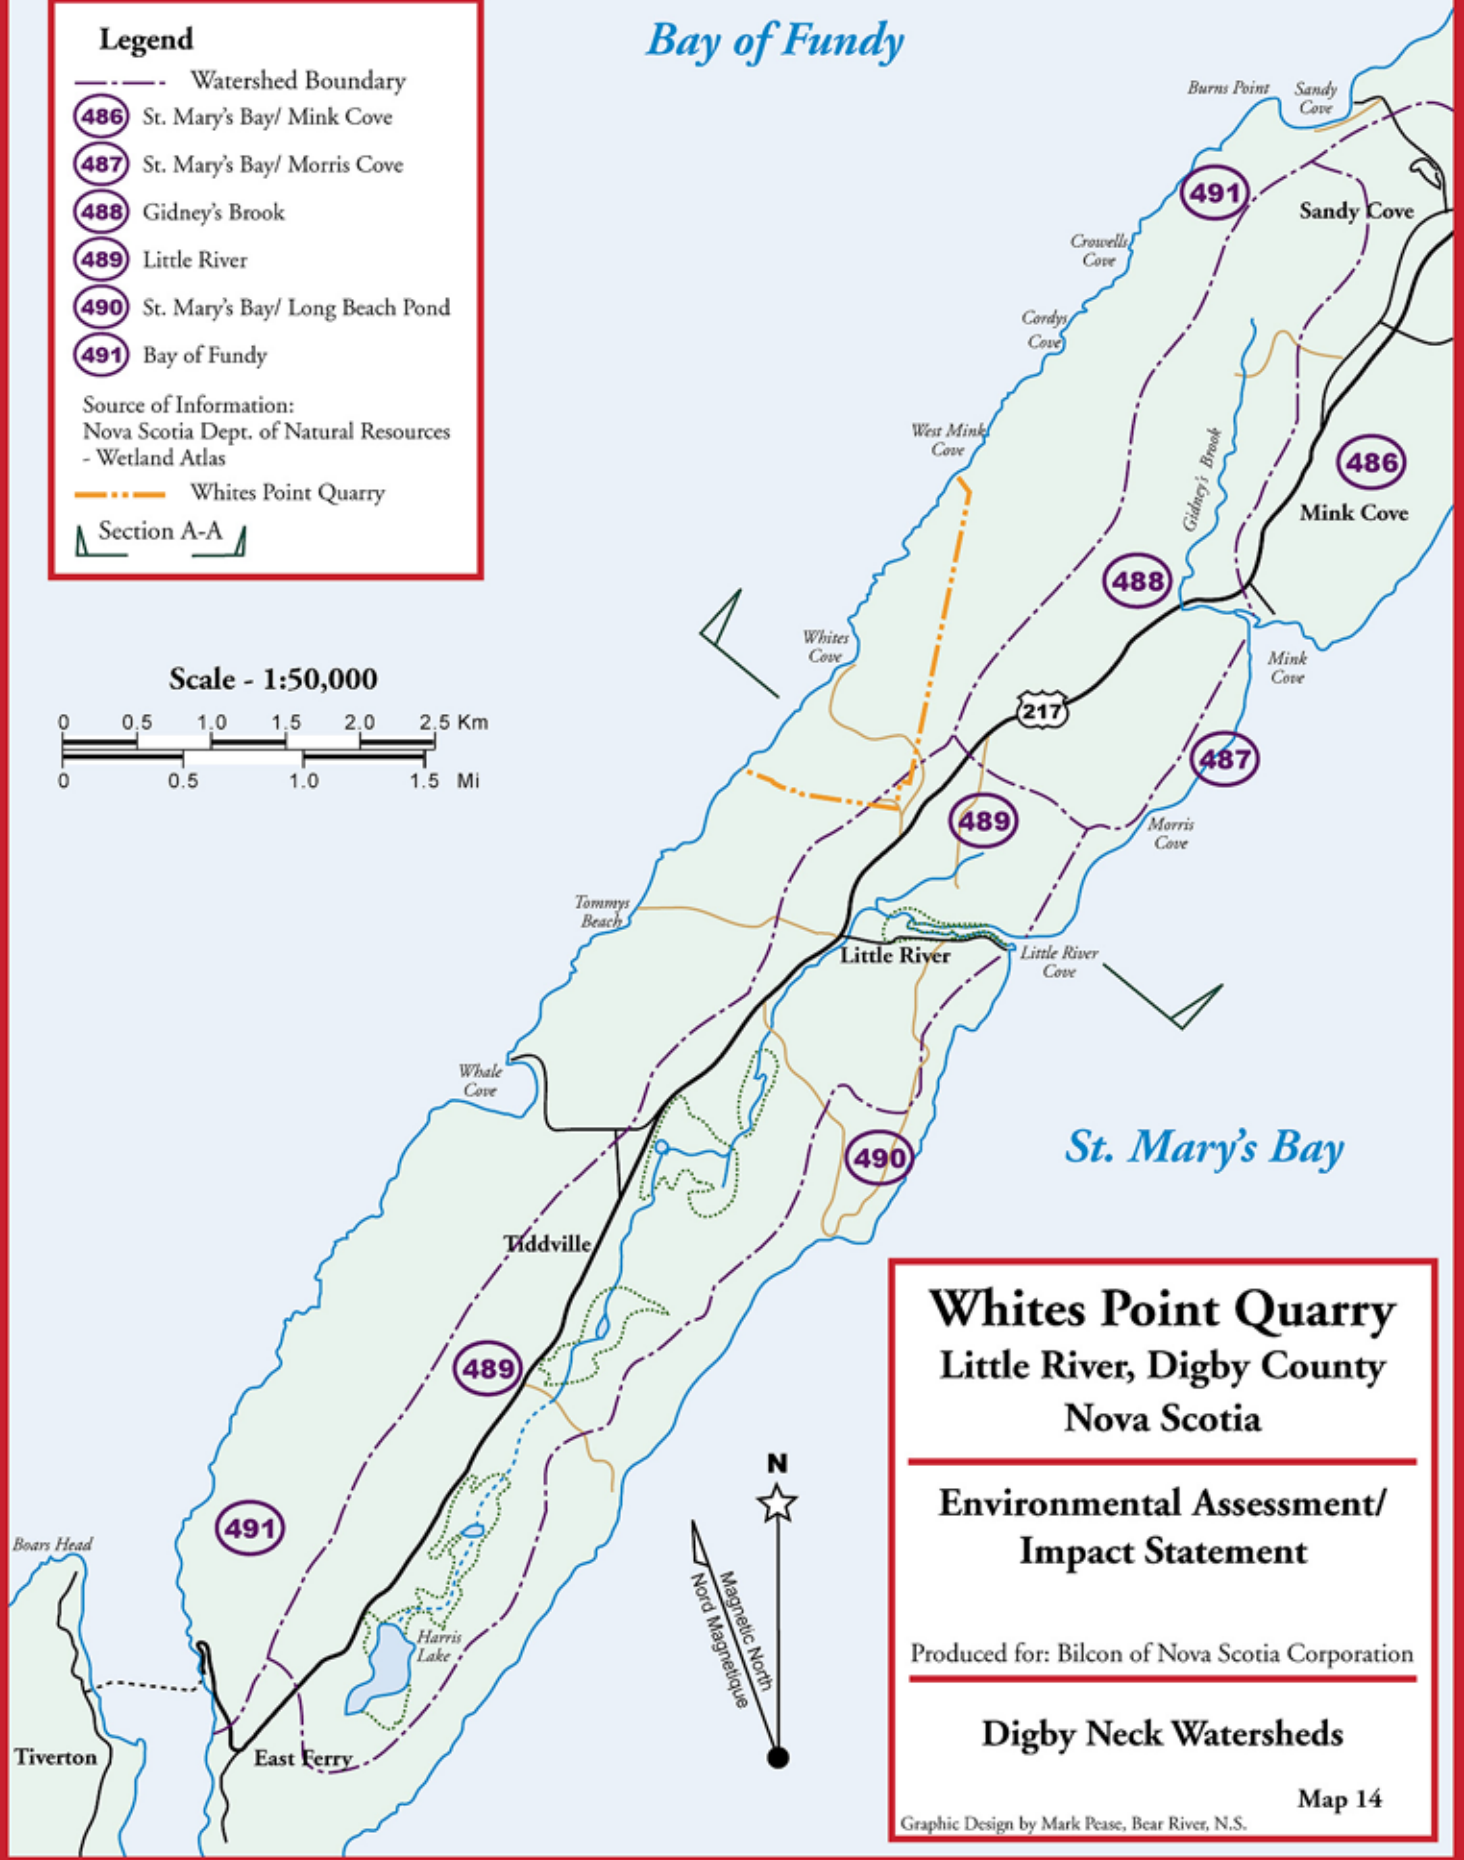 Legend
Watershed Boundary
486 St. Mary's Bay/ Mink Cove
487 St. Mary's Bay/ Morris Cove
488 Gidney's Brook
489 Little River
490 St. Mary's Bay/ Long Beach Pond
491 Bay of Fundy
Source of Information:
Nova Scotia Dept. of Natural Resources
- Wetland Atlas
Whites Point Quarry
Section A-A
Scale - 1:50,000
0 0.5 1.0 1.5 2.0 2.5 Km
0 0.5 1.0 1.5 Mi
Bay of Fundy
Burns Point
Sandy
Cove
491
Sandy Cove
Crowells
Cove
Cordys
Cove
West Mink
Cove
Gidney's Brook
486
Mink Cove
488
Whites
Cove
Mink
Cove
217
487
489
Morris
Cove
Tommys
Beach
Little River
Little River
Cove
Whale
Cove
490
St. Mary's Bay
Tiddville
489
491
Boars Head
Harris
Lake
Tiverton
East Ferry
N
Magnetic North
Nord Magnetique
Whites Point Quarry
Little River, Digby County
Nova Scotia
Environmental Assessment/
Impact Statement
Produced for: Bilcon of Nova Scotia Corporation
Digby Neck Watersheds
Map 14
Graphic Design by Mark Pease, Bear River, N.S.